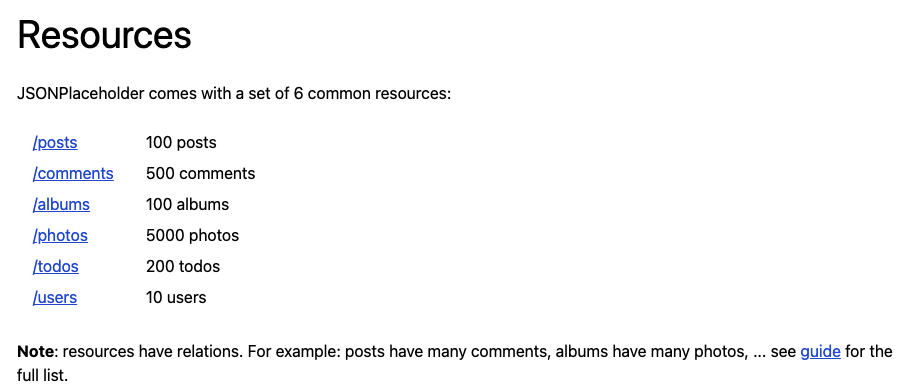 Resources
JSONPlaceholder comes with a set of 6 common resources:
/posts 100 posts
/comments 500 comments
/albums 100 albums
/photos 5000 photos
/todos 200 todos
/users 10 users
Note: resources have relations. For example: posts have many comments, albums have many photos, ... see guide for the
full list.